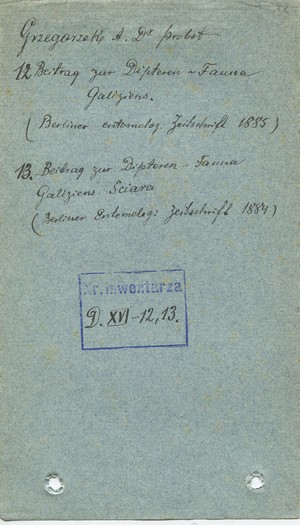 Grzegorzek A. Dr probst
12 Beitrag zur Dipteren-Fauna
Galiziens.
(Berliner entomolog. Zeitschrift 1885)
13. Beitrag zur Dipteren-Fauna
Galiziens Sciara
(Berliner Entomolog: Zeitschrift 1884)
Nr. inwentarza
D. XVI-12,13.